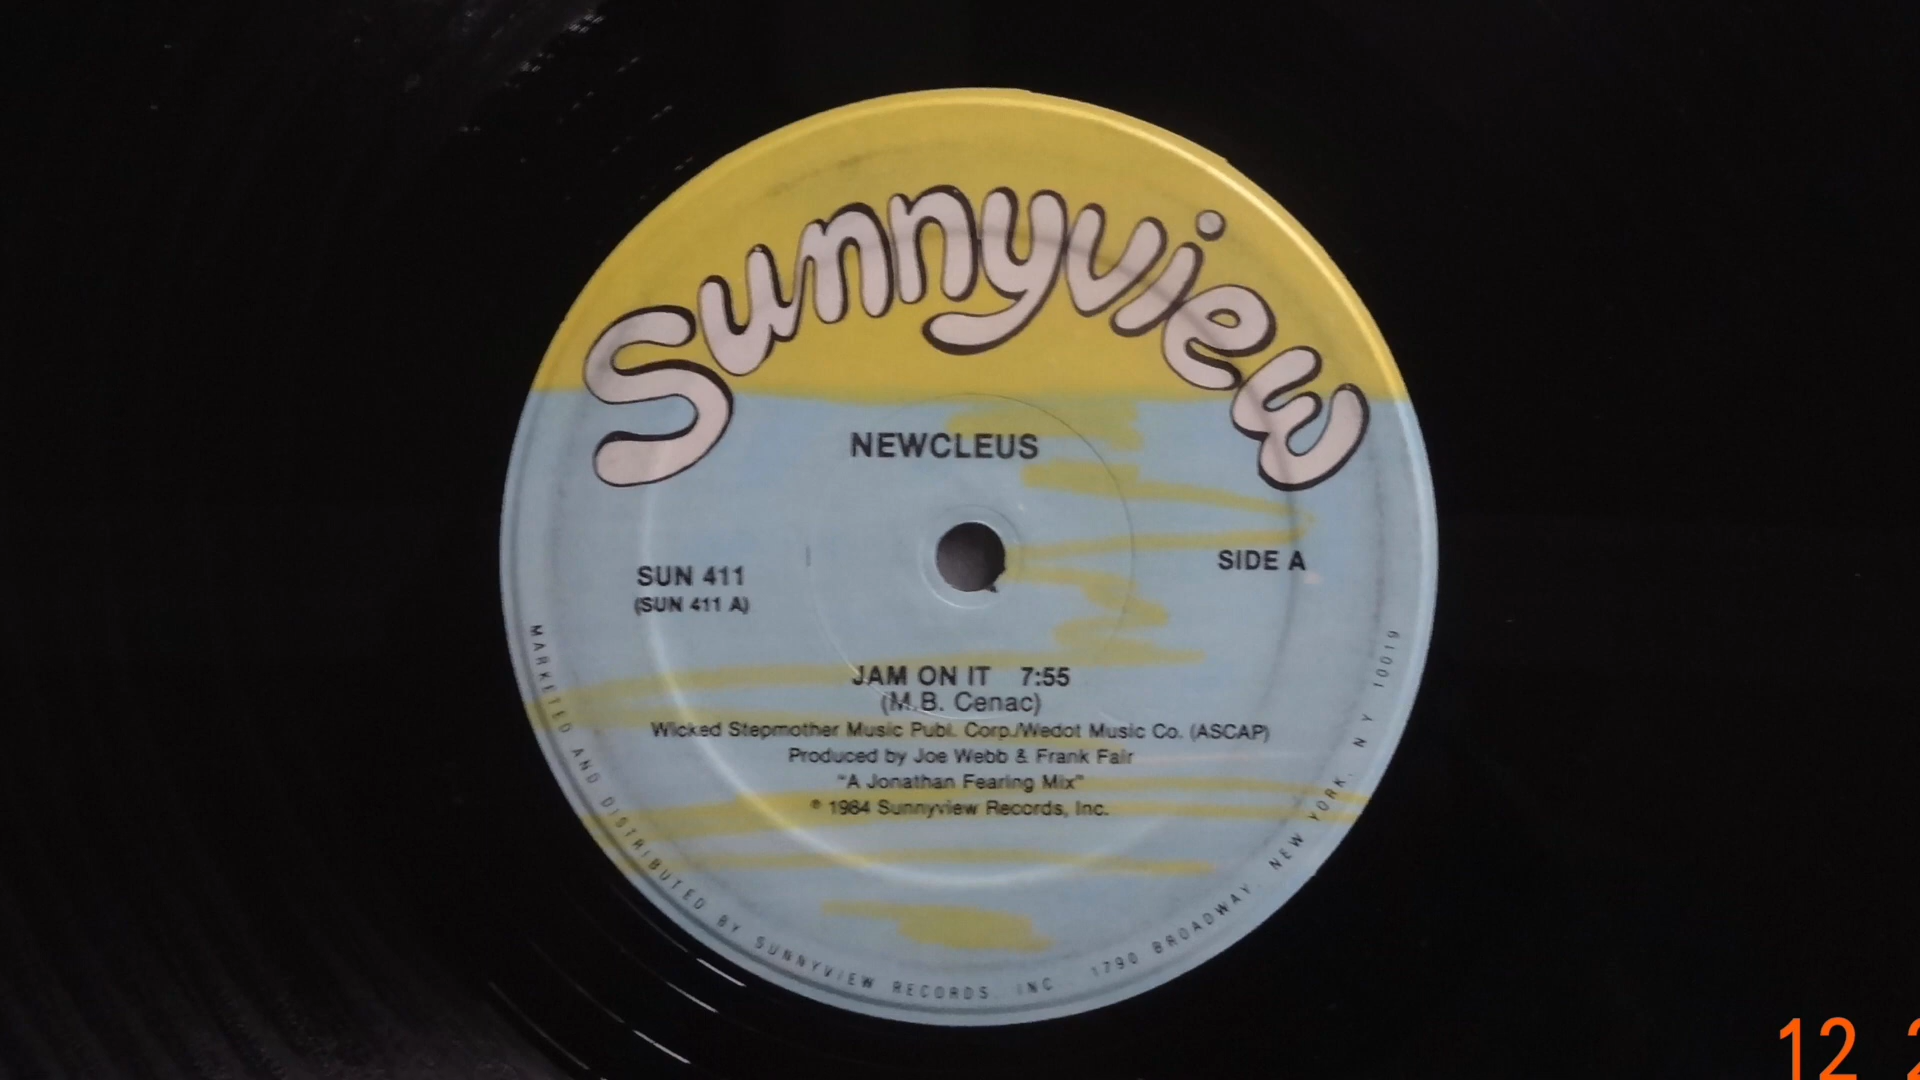 Sunnyview
NEWCLEUS
SUN 411
(SUN 411 A)
SIDE A
JAM ON IT 7:55
(M.B. Cenac)
Wicked Stepmother Music Publ. Corp./Wedot Music Co. (ASCAP)
Produced by Joe Webb & Frank Fair
"A Jonathan Fearing Mix"
℗ 1984 Sunnyview Records, Inc.
MARKETED AND DISTRIBUTED BY SUNNYVIEW RECORDS, INC. 1790 BROADWAY, NEW YORK, N Y 10019
12 2